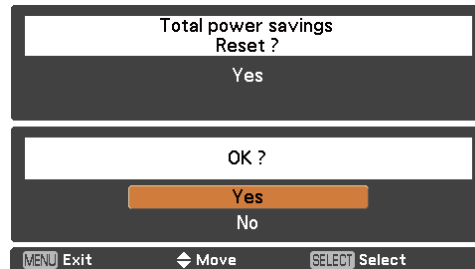 Total power savings
Reset ?
Yes
OK ?
Yes
No
MENU Exit Move SELECT Select